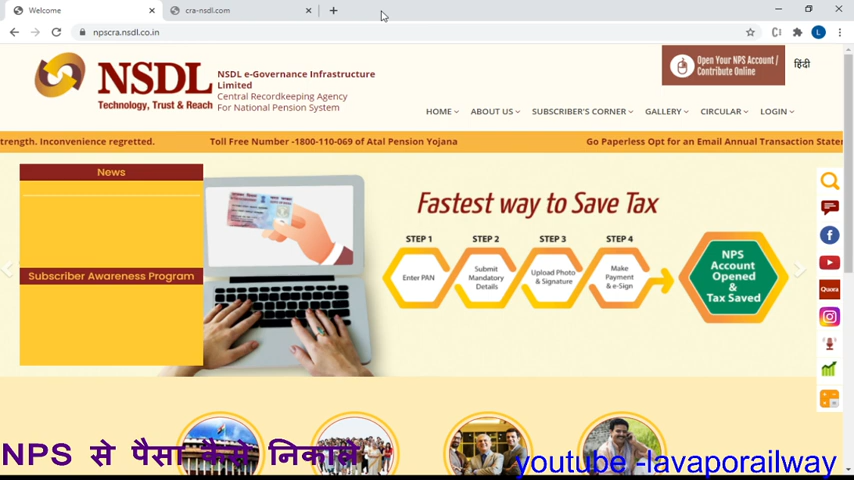 Welcome
cra-nsdl.com
npscra.nsdl.co.in
L
NSDL
Technology, Trust & Reach
NSDL e-Governance Infrastructure
Limited
Central Recordkeeping Agency
For National Pension System
Open Your NPS Account /
Contribute Online
हिंदी
HOME ABOUT US SUBSCRIBER'S CORNER GALLERY CIRCULAR LOGIN
strength. Inconvenience regretted. Toll Free Number -1800-110-069 of Atal Pension Yojana Go Paperless Opt for an Email Annual Transaction Stater
News
Subscriber Awareness Program
Fastest way to Save Tax
STEP 1 STEP 2 STEP 3 STEP 4
Enter PAN
Submit
Mandatory
Details
Upload Photo
& Signature
Make
Payment
& e-Sign
NPS
Account
Opened
&
Tax Saved
Quora
NPS से पैसा कैसे निकाले
youtube -lavaporailway